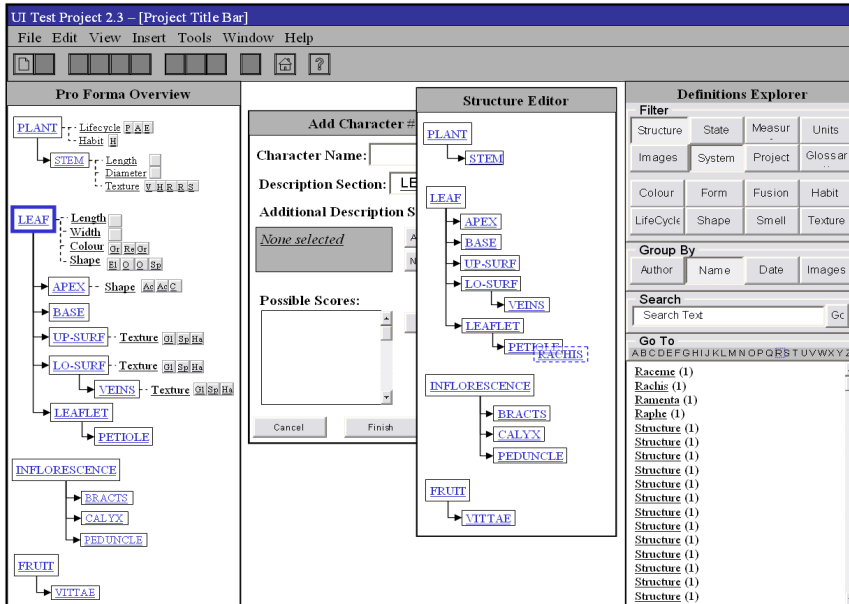 UI Test Project 2.3 – [Project Title Bar]
File Edit View Insert Tools Window Help
?
Pro Forma Overview
PLANT
Lifecycle P A E
Habit H
STEM
Length
Diameter
Texture V H R R S
LEAF
Length
Width
Colour Gr Re Gr
Shape El O O Sp
APEX
Shape Ac Ac C
BASE
UP-SURF
Texture Gl Sp Ha
LO-SURF
Texture Gl Sp Ha
VEINS
Texture Gl Sp Ha
LEAFLET
PETIOLE
INFLORESCENCE
BRACTS
CALYX
PEDUNCLE
FRUIT
VITTAE
Add Character #
Character Name:
Description Section: LE
Additional Description S
None selected
A
N
Possible Scores:
Cancel Finish
Structure Editor
PLANT
STEM
LEAF
APEX
BASE
UP-SURF
LO-SURF
VEINS
LEAFLET
PETIOLE
RACHIS
INFLORESCENCE
BRACTS
CALYX
PEDUNCLE
FRUIT
VITTAE
Definitions Explorer
Filter
Structure State Measur Units
Images System Project Glossar
Colour Form Fusion Habit
LifeCycle Shape Smell Texture
Group By
Author Name Date Images
Search
Search Text Gc
Go To
A B C D E F G H I J K L M N O P Q R S T U V W X Y Z
Raceme (1)
Rachis (1)
Ramenta (1)
Raphe (1)
Structure (1)
Structure (1)
Structure (1)
Structure (1)
Structure (1)
Structure (1)
Structure (1)
Structure (1)
Structure (1)
Structure (1)
Structure (1)
Structure (1)
Structure (1)